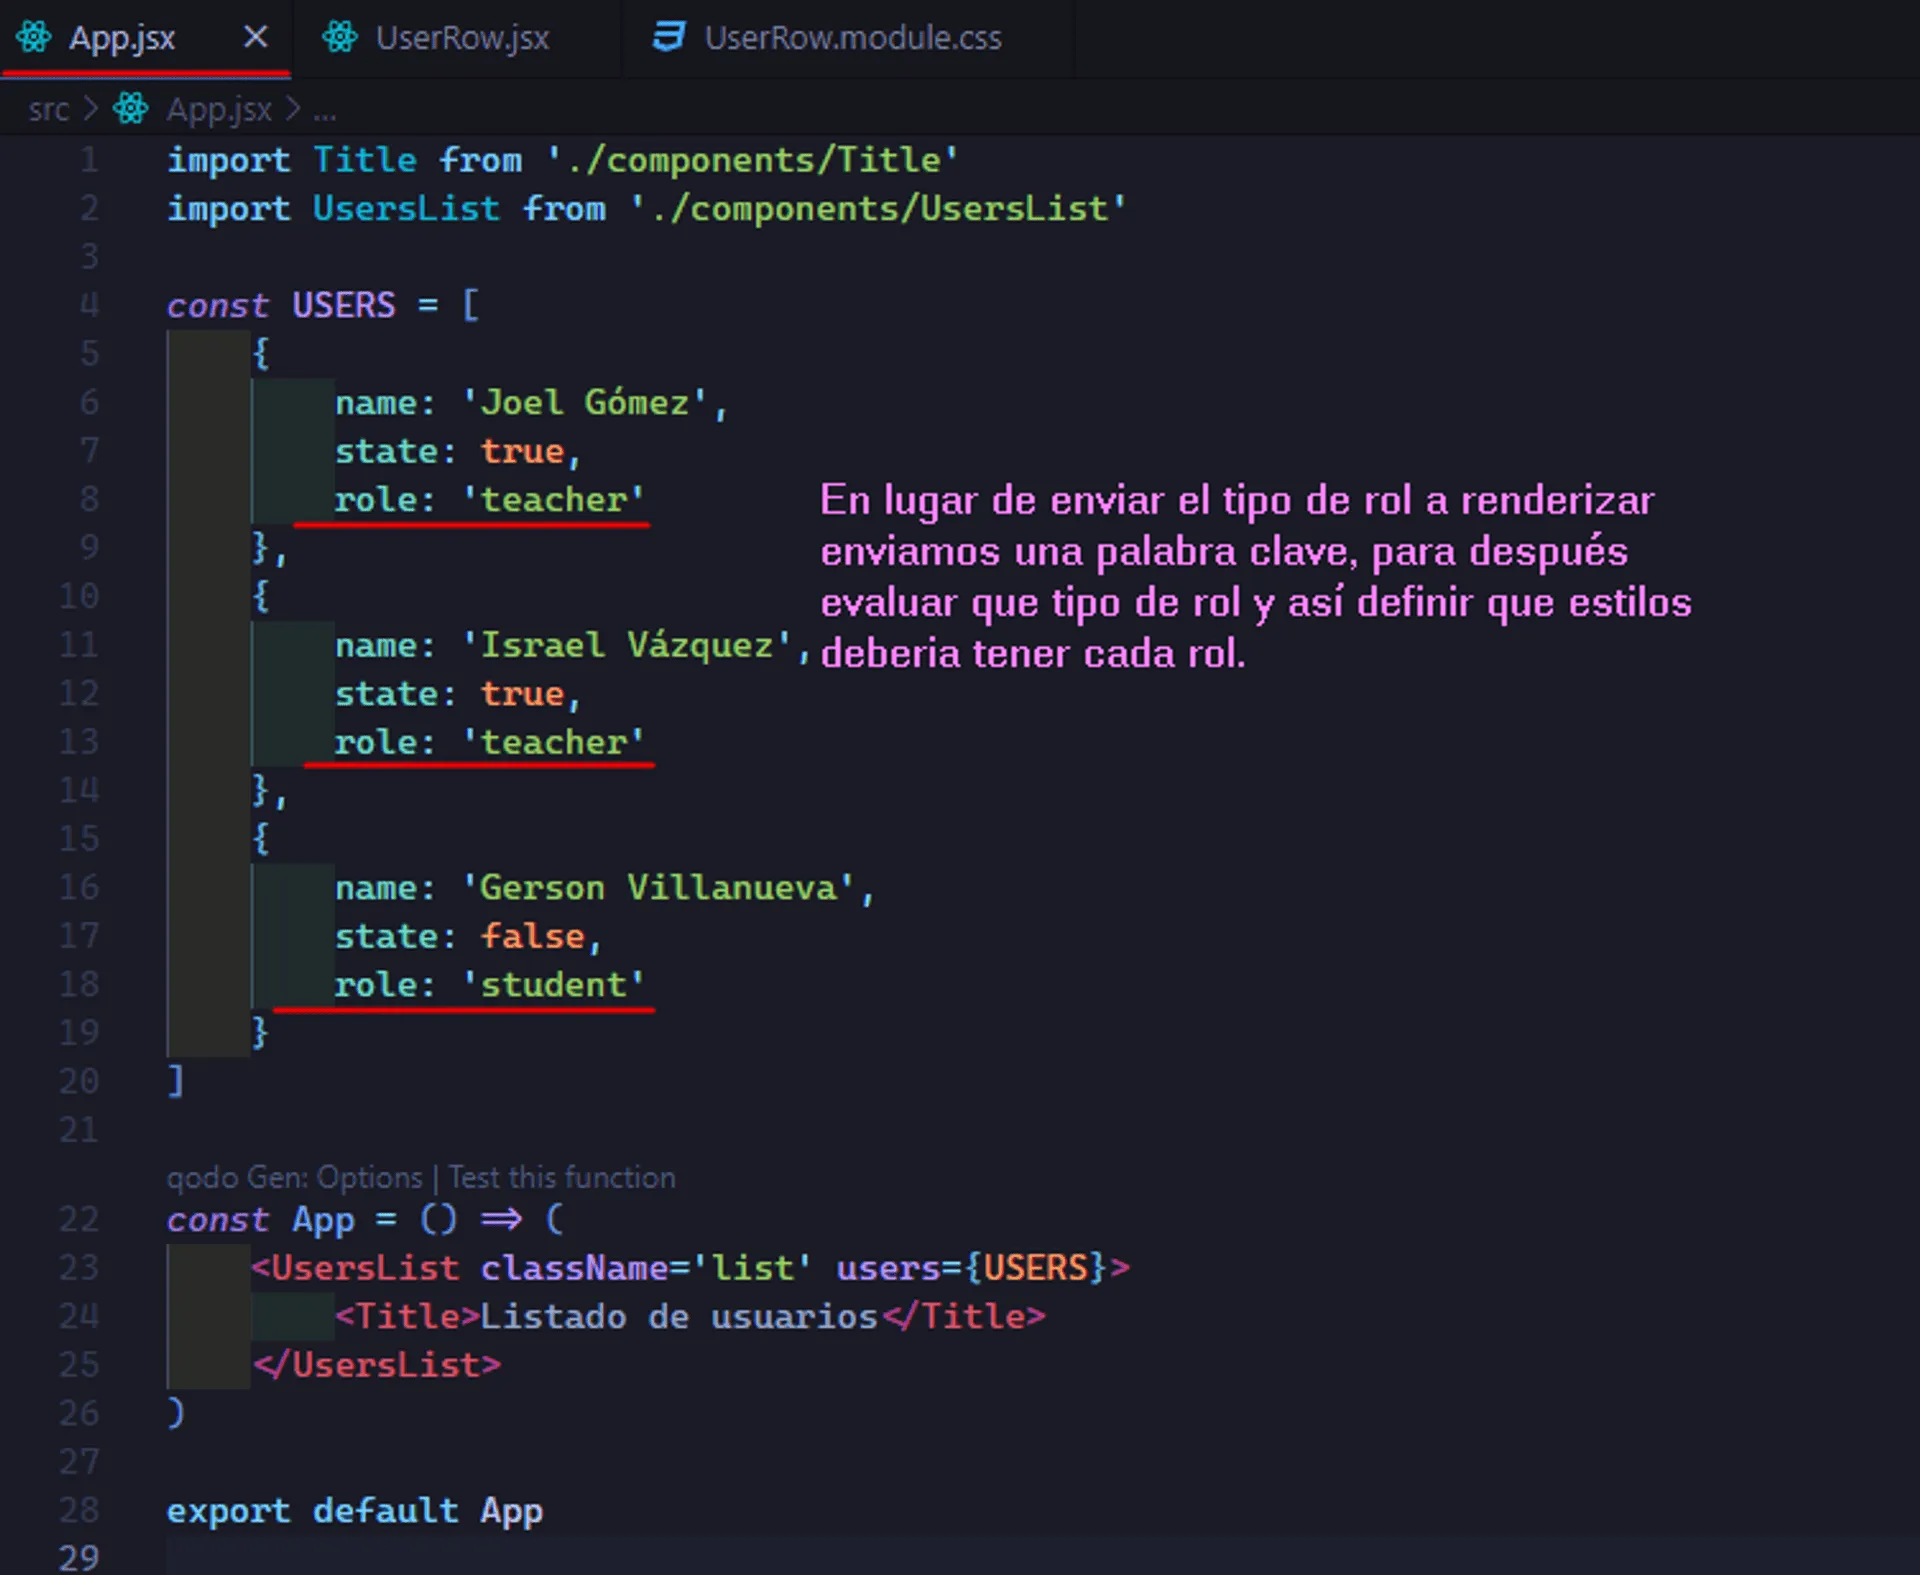 App.jsx × UserRow.jsx UserRow.module.css
src > App.jsx > ...
1 import Title from './components/Title'
2 import UsersList from './components/UsersList'
3
4 const USERS = [
5 {
6 name: 'Joel Gómez',
7 state: true,
8 role: 'teacher'
9 },
10 {
11 name: 'Israel Vázquez',
12 state: true,
13 role: 'teacher'
14 },
15 {
16 name: 'Gerson Villanueva',
17 state: false,
18 role: 'student'
19 }
20 ]
21
qodo Gen: Options | Test this function
22 const App = () => (
23 <UsersList className='list' users={USERS}>
24 <Title>Listado de usuarios</Title>
25 </UsersList>
26 )
27
28 export default App
29
En lugar de enviar el tipo de rol a renderizar
enviamos una palabra clave, para después
evaluar que tipo de rol y así definir que estilos
deberia tener cada rol.